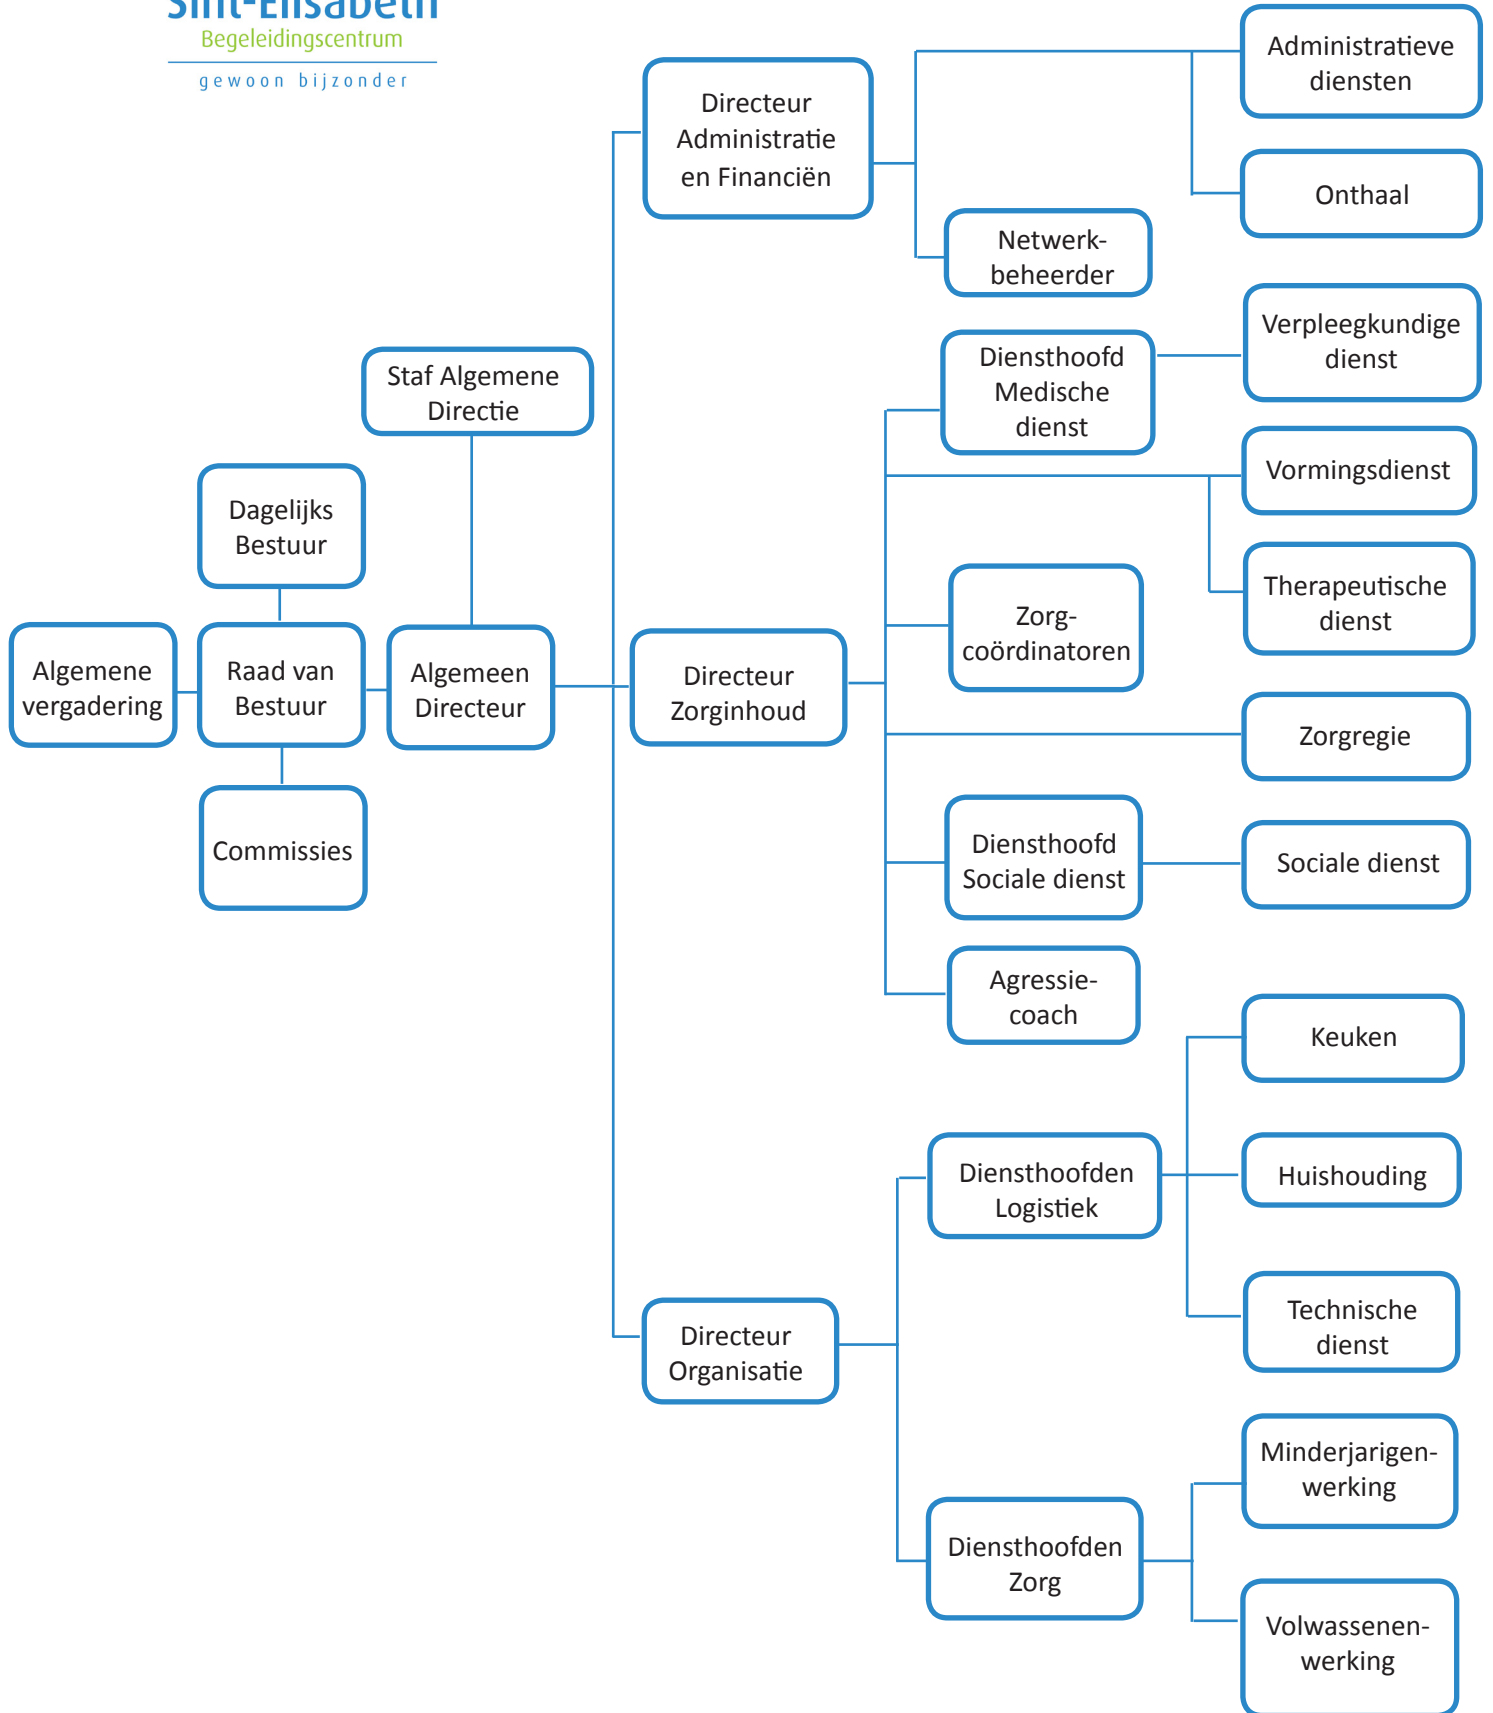 Sint-Elisabeth
Begeleidingscentrum
gewoon bijzonder
Administratieve
diensten
Directeur
Administratie
en Financiën
Onthaal
Netwerk-
beheerder
Verpleegkundige
dienst
Diensthoofd
Medische
dienst
Staf Algemene
Directie
Vormingsdienst
Dagelijks
Bestuur
Therapeutische
dienst
Zorg-
coördinatoren
Algemene
vergadering
Raad van
Bestuur
Algemeen
Directeur
Directeur
Zorginhoud
Zorgregie
Commissies
Diensthoofd
Sociale dienst
Sociale dienst
Agressie-
coach
Keuken
Diensthoofden
Logistiek
Huishouding
Technische
dienst
Directeur
Organisatie
Minderjarigen-
werking
Diensthoofden
Zorg
Volwassenen-
werking